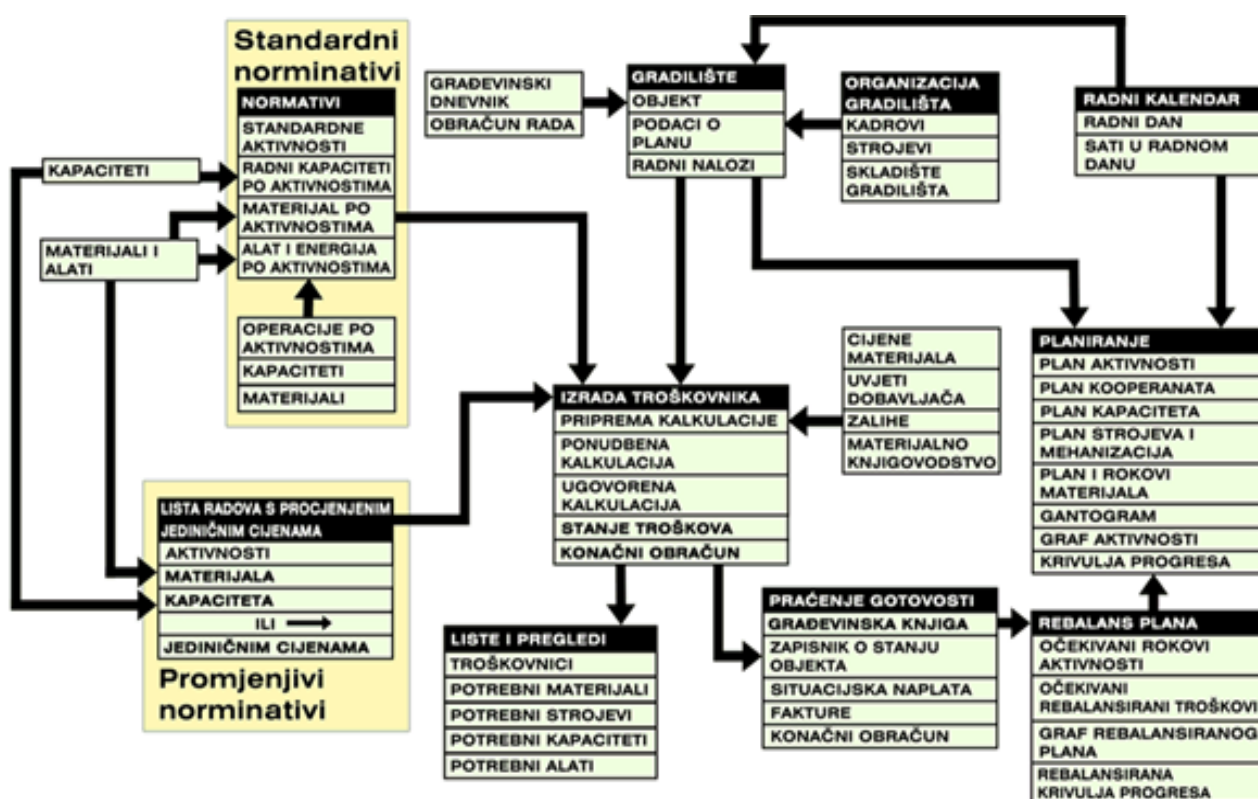 Standardni
norminativi
NORMATIVI
STANDARDNE
AKTIVNOSTI
RADNI KAPACITETI
PO AKTIVNOSTIMA
MATERIJAL PO
AKTIVNOSTIMA
ALAT I ENERGIJA
PO AKTIVNOSTIMA
OPERACIJE PO
AKTIVNOSTIMA
KAPACITETI
MATERIJALI
KAPACITETI
MATERIJALI I
ALATI
GRAĐEVINSKI
DNEVNIK
OBRAČUN RADA
GRADILIŠTE
OBJEKT
PODACI O
PLANU
RADNI NALOZI
ORGANIZACIJA
GRADILIŠTA
KADROVI
STROJEVI
SKLADIŠTE
GRADILIŠTA
RADNI KALENDAR
RADNI DAN
SATI U RADNOM
DANU
LISTA RADOVA S PROCJENJENIM
JEDINIČNIM CIJENAMA
AKTIVNOSTI
MATERIJALA
KAPACITETA
ILI
JEDINIČNIM CIJENAMA
Promjenjivi
norminativi
IZRADA TROŠKOVNIKA
PRIPREMA KALKULACIJE
PONUDBENA
KALKULACIJA
UGOVORENA
KALKULACIJA
STANJE TROŠKOVA
KONAČNI OBRAČUN
CIJENE
MATERIJALA
UVJETI
DOBAVLJAČA
ZALIHE
MATERIJALNO
KNJIGOVODSTVO
PLANIRANJE
PLAN AKTIVNOSTI
PLAN KOOPERANATA
PLAN KAPACITETA
PLAN STROJEVA I
MEHANIZACIJA
PLAN I ROKOVI
MATERIJALA
GANTOGRAM
GRAF AKTIVNOSTI
KRIVULJA PROGRESA
LISTE I PREGLEDI
TROŠKOVNICI
POTREBNI MATERIJALI
POTREBNI STROJEVI
POTREBNI KAPACITETI
POTREBNI ALATI
PRAĆENJE GOTOVOSTI
GRAĐEVINSKA KNJIGA
ZAPISNIK O STANJU
OBJEKTA
SITUACIJSKA NAPLATA
FAKTURE
KONAČNI OBRAČUN
REBALANS PLANA
OČEKIVANI ROKOVI
AKTIVNOSTI
OČEKIVANI
REBALANSIRANI TROŠKOVI
GRAF REBALANSIRANOG
PLANA
REBALANSIRANA
KRIVULJA PROGRESA